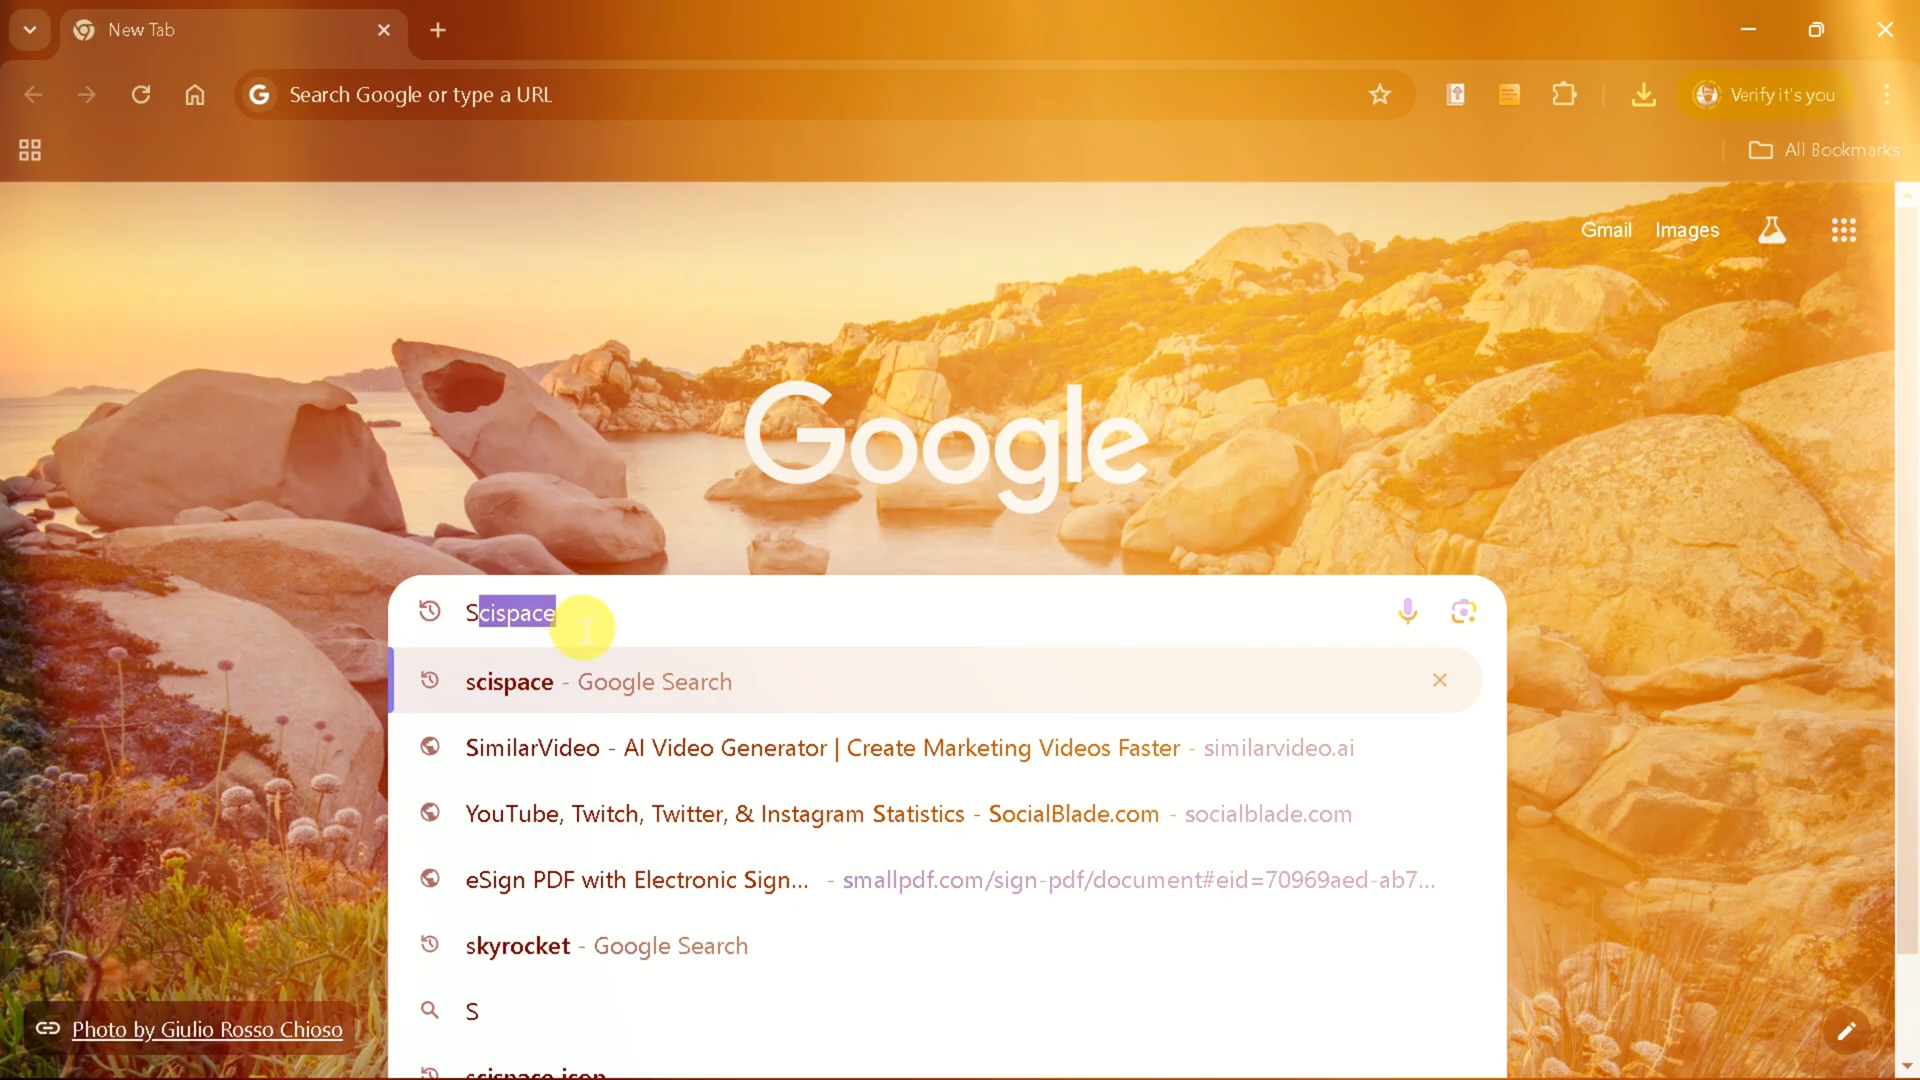 New Tab
Search Google or type a URL
Verify it's you
All Bookmarks
Gmail Images
Google
Scispace
scispace - Google Search
SimilarVideo - AI Video Generator | Create Marketing Videos Faster - similarvideo.ai
YouTube, Twitch, Twitter, & Instagram Statistics - SocialBlade.com - socialblade.com
eSign PDF with Electronic Sign... - smallpdf.com/sign-pdf/document#eid=70969aed-ab7...
skyrocket - Google Search
S
scispace icon
Photo by Giulio Rosso Chioso